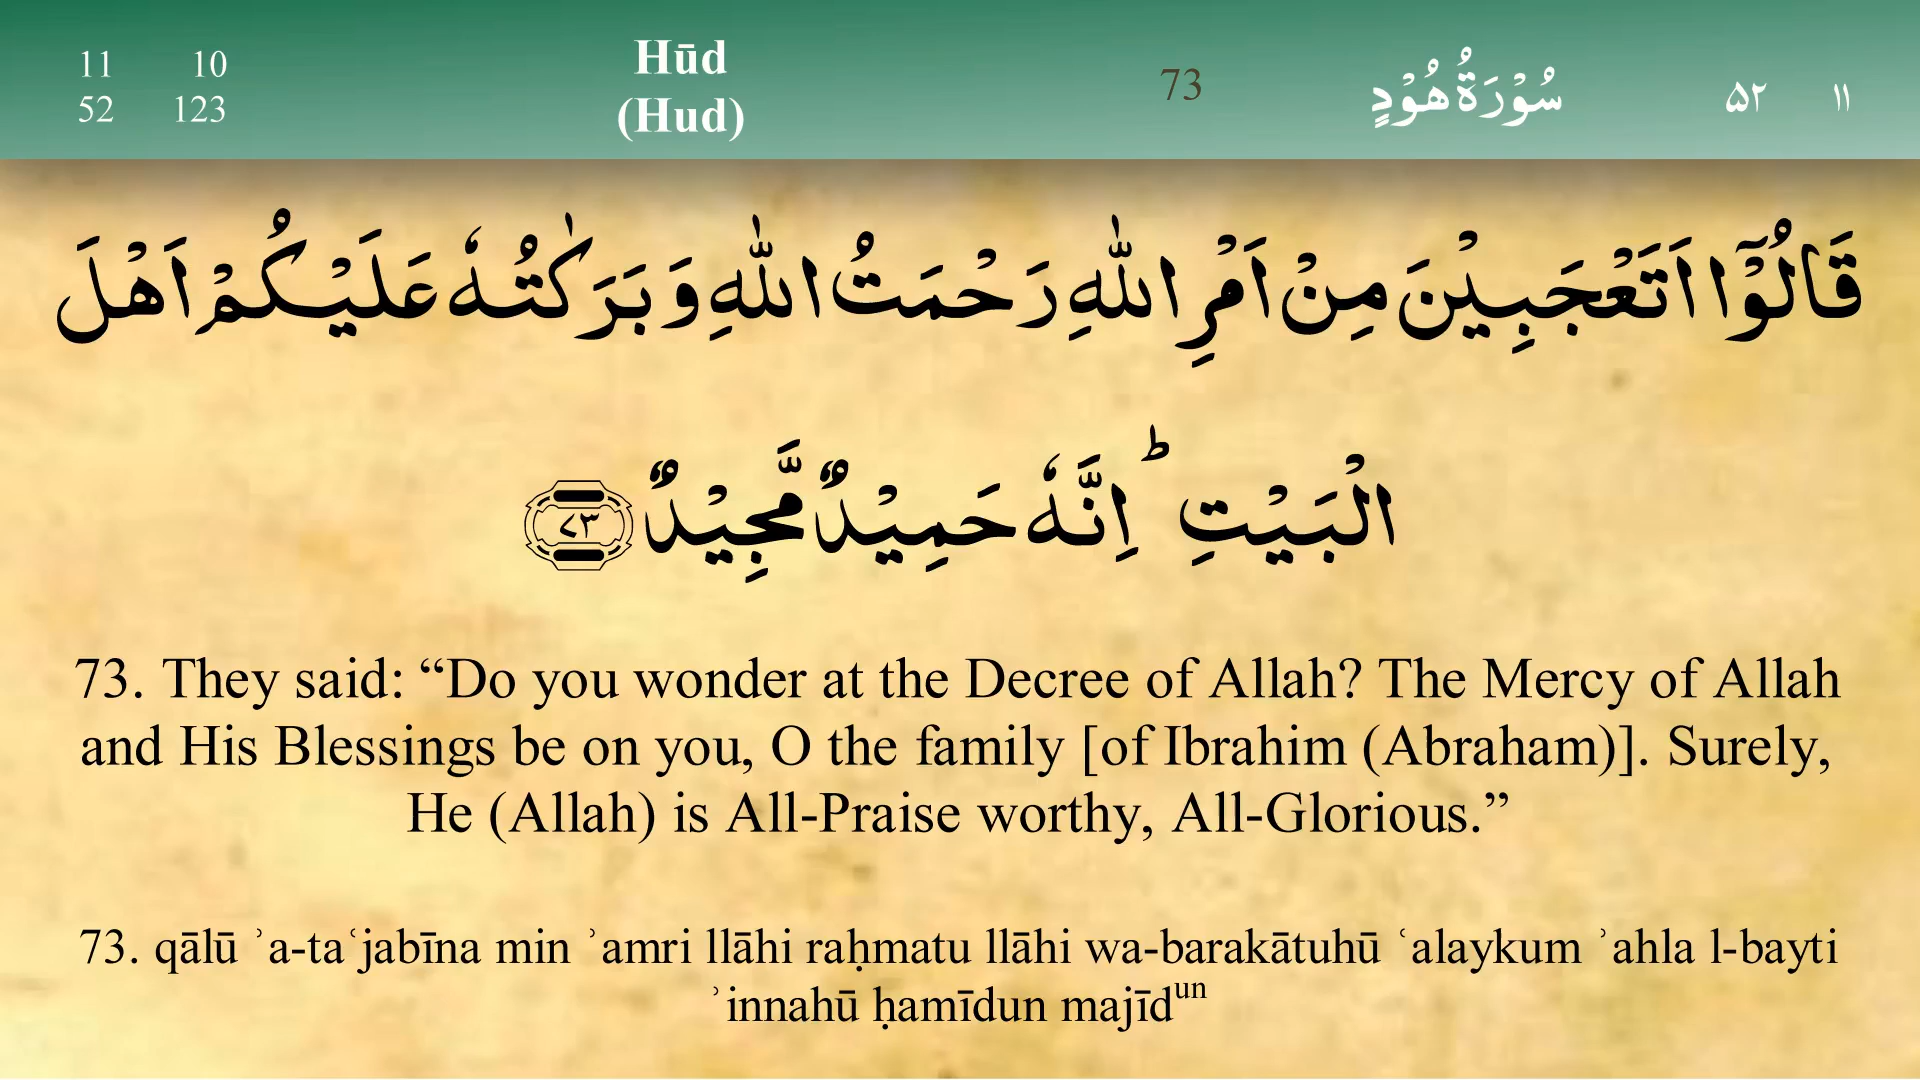 11 10
52 123
Hūd
(Hud)
73
سُوْرَةُ هُوْدٍ
۵۲ ۱۱
قَالُوْۤا اَتَعْجَبِيْنَ مِنْ اَمْرِ اللّٰهِ رَحْمَتُ اللّٰهِ وَ بَرَكٰتُهٗ عَلَيْكُمْ اَهْلَ
الْبَيْتِ ؕ اِنَّهٗ حَمِيْدٌ مَّجِيْدٌ ۷۳
73. They said: “Do you wonder at the Decree of Allah? The Mercy of Allah
and His Blessings be on you, O the family [of Ibrahim (Abraham)]. Surely,
He (Allah) is All-Praise worthy, All-Glorious.”
73. qālū ʾa-taʿjabīna min ʾamri llāhi raḥmatu llāhi wa-barakātuhū ʿalaykum ʾahla l-bayti
ʾinnahū ḥamīdun majīdᵘⁿ